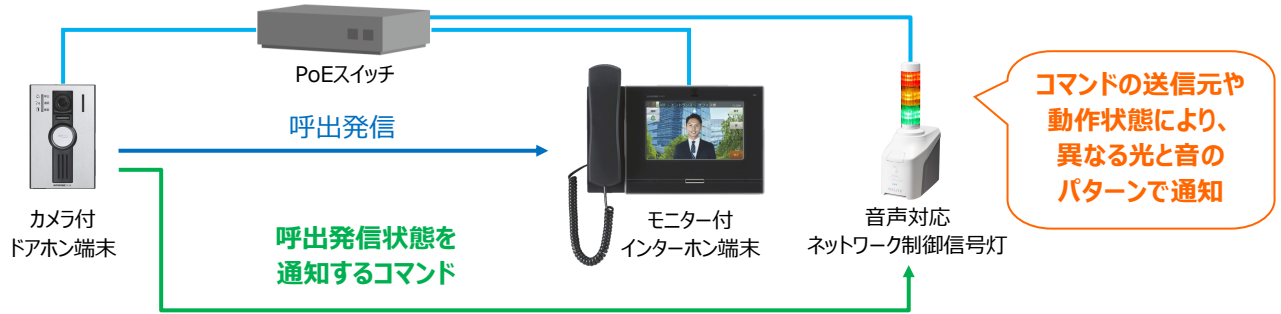 PoEスイッチ
呼出発信
カメラ付
ドアホン端末
呼出発信状態を
通知するコマンド
モニター付
インターホン端末
音声対応
ネットワーク制御信号灯
コマンドの送信元や
動作状態により、
異なる光と音の
パターンで通知